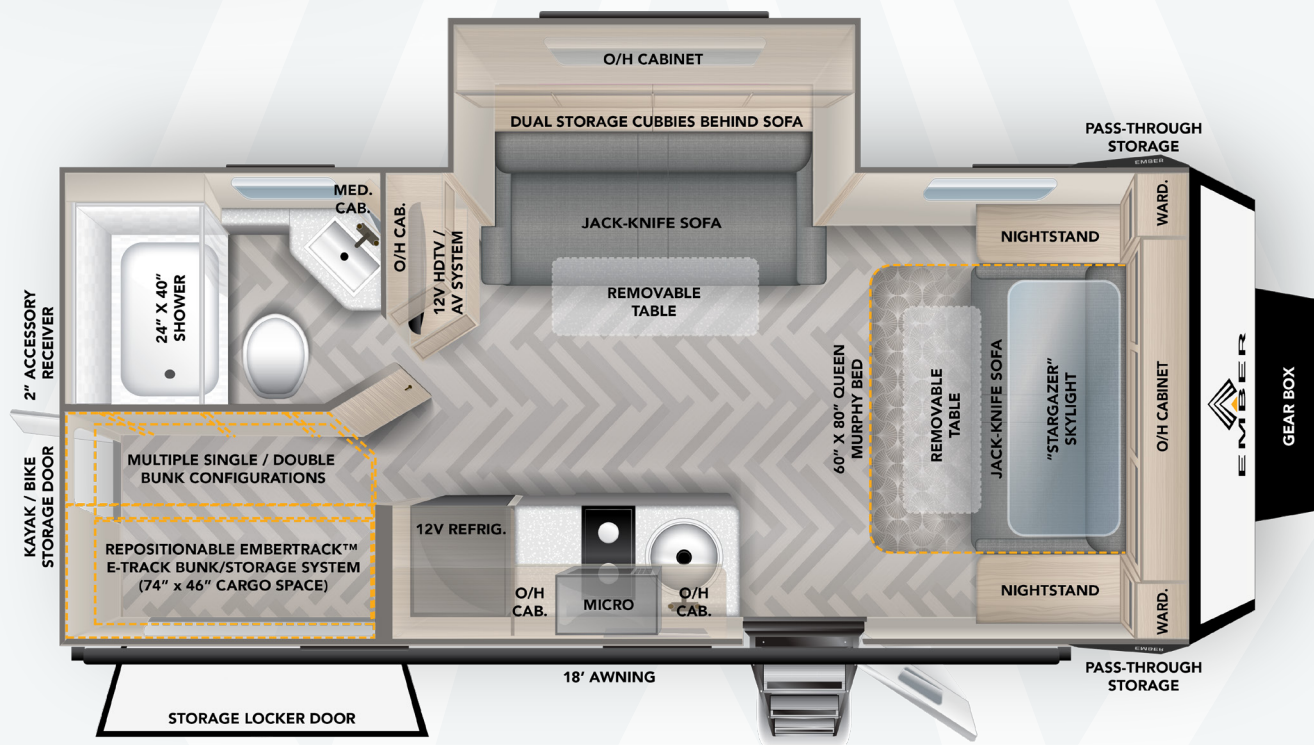 O/H CABINET
DUAL STORAGE CUBBIES BEHIND SOFA
PASS-THROUGH
STORAGE
EMBER
MED.
CAB.
O/H CAB.
12V HDTV /
AV SYSTEM
JACK-KNIFE SOFA
NIGHTSTAND
WARD.
24” X 40”
SHOWER
REMOVABLE
TABLE
2” ACCESSORY
RECEIVER
60” X 80” QUEEN
MURPHY BED
REMOVABLE
TABLE
JACK-KNIFE SOFA
"STARGAZER”
SKYLIGHT
O/H CABINET
EMBER
GEAR BOX
KAYAK / BIKE
STORAGE DOOR
MULTIPLE SINGLE / DOUBLE
BUNK CONFIGURATIONS
REPOSITIONABLE EMBERTRACK™
E-TRACK BUNK/STORAGE SYSTEM
(74” x 46” CARGO SPACE)
12V REFRIG.
O/H
CAB.
MICRO
O/H
CAB.
NIGHTSTAND
WARD.
EMBER
PASS-THROUGH
STORAGE
18’ AWNING
STORAGE LOCKER DOOR